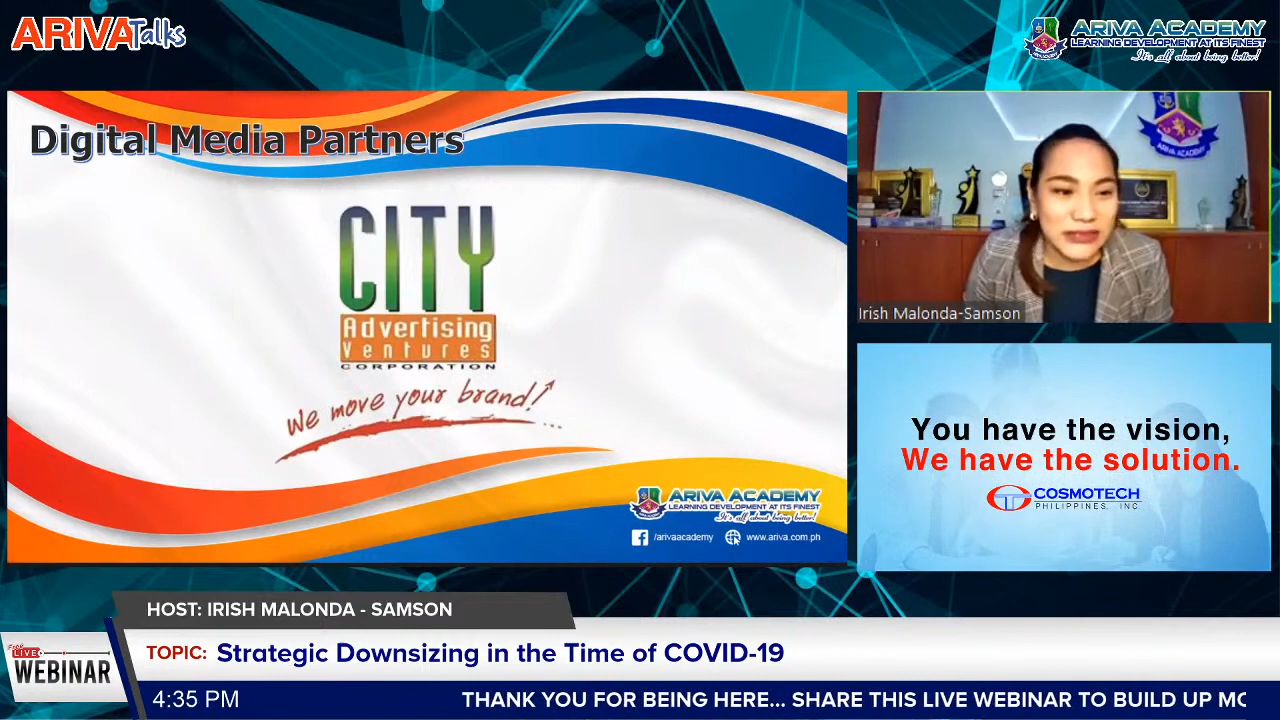 ARIVATalks
ARIVA ACADEMY
LEARNING DEVELOPMENT AT ITS FINEST
It's all about being better!
Digital Media Partners
CITY
Advertising
Ventures
CORPORATION
We move your brand!
ARIVA ACADEMY
LEARNING DEVELOPMENT AT ITS FINEST
It's all about being better!
/arivaacademy
www.ariva.com.ph
ARIVA ACADEMY
Irish Malonda-Samson
You have the vision,
We have the solution.
COSMOTECH
PHILIPPINES, INC.
HOST: IRISH MALONDA - SAMSON
Free
LIVE
WEBINAR
TOPIC: Strategic Downsizing in the Time of COVID-19
4:35 PM
THANK YOU FOR BEING HERE... SHARE THIS LIVE WEBINAR TO BUILD UP MC